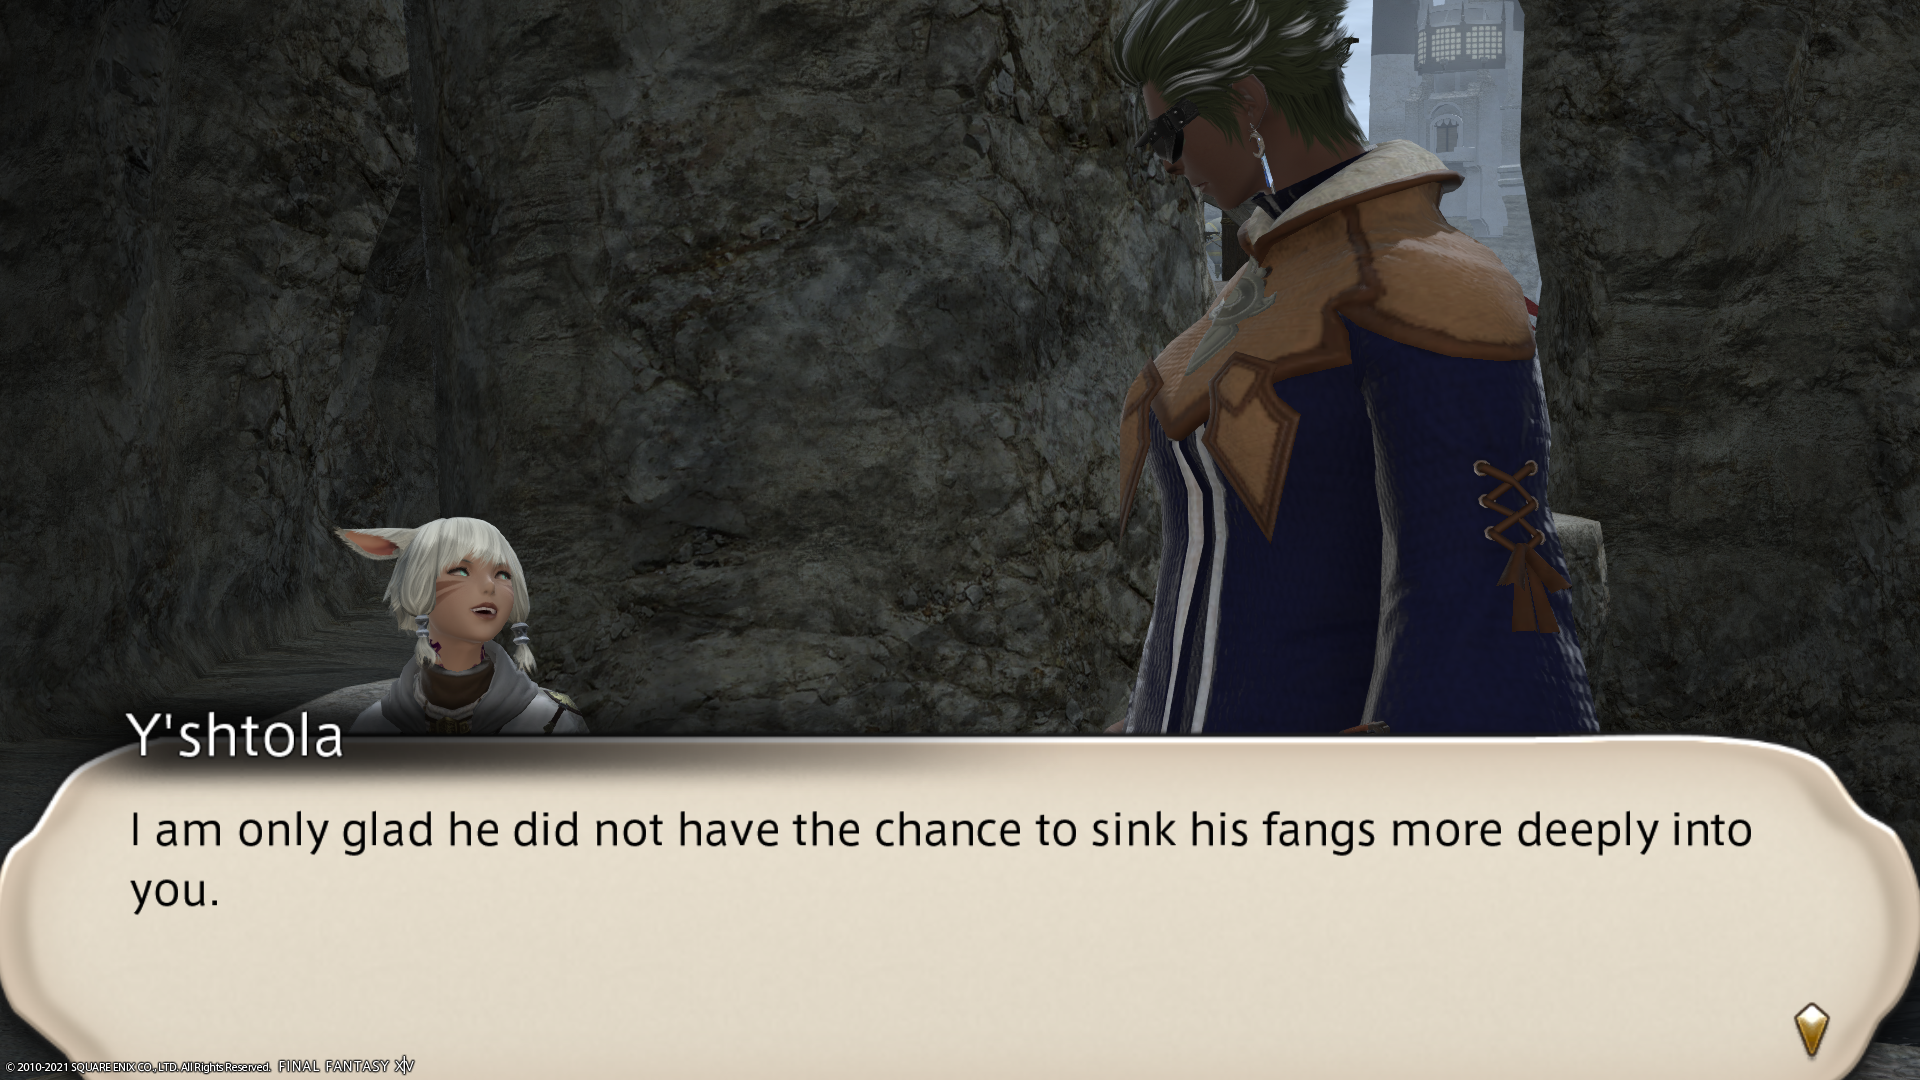 Y'shtola
I am only glad he did not have the chance to sink his fangs more deeply into
you.
© 2010-2021 SQUARE ENIX CO., LTD. All Rights Reserved. FINAL FANTASY XIV